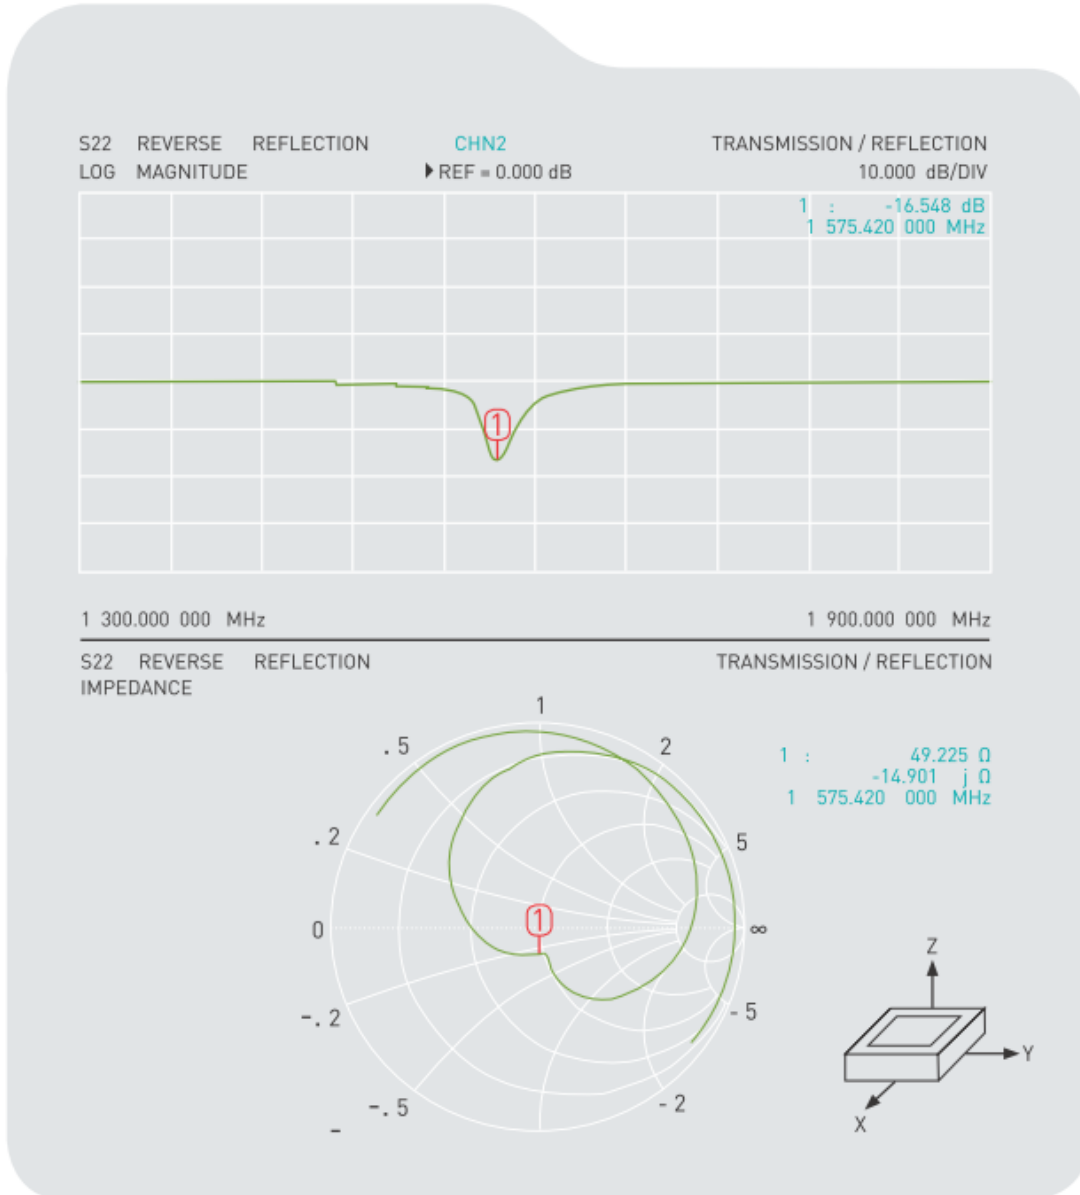 S22 REVERSE REFLECTION CHN2 TRANSMISSION / REFLECTION
LOG MAGNITUDE REF = 0.000 dB 10.000 dB/DIV
1 : -16.548 dB
1 575.420 000 MHz
1
1 300.000 000 MHz 1 900.000 000 MHz
S22 REVERSE REFLECTION TRANSMISSION / REFLECTION
IMPEDANCE
1
.5 2
1 : 49.225 Ω
-14.901 j Ω
1 575.420 000 MHz
.2 5
1
0 ∞
Z
-.2 -5
Y
-.5 -2
X
-